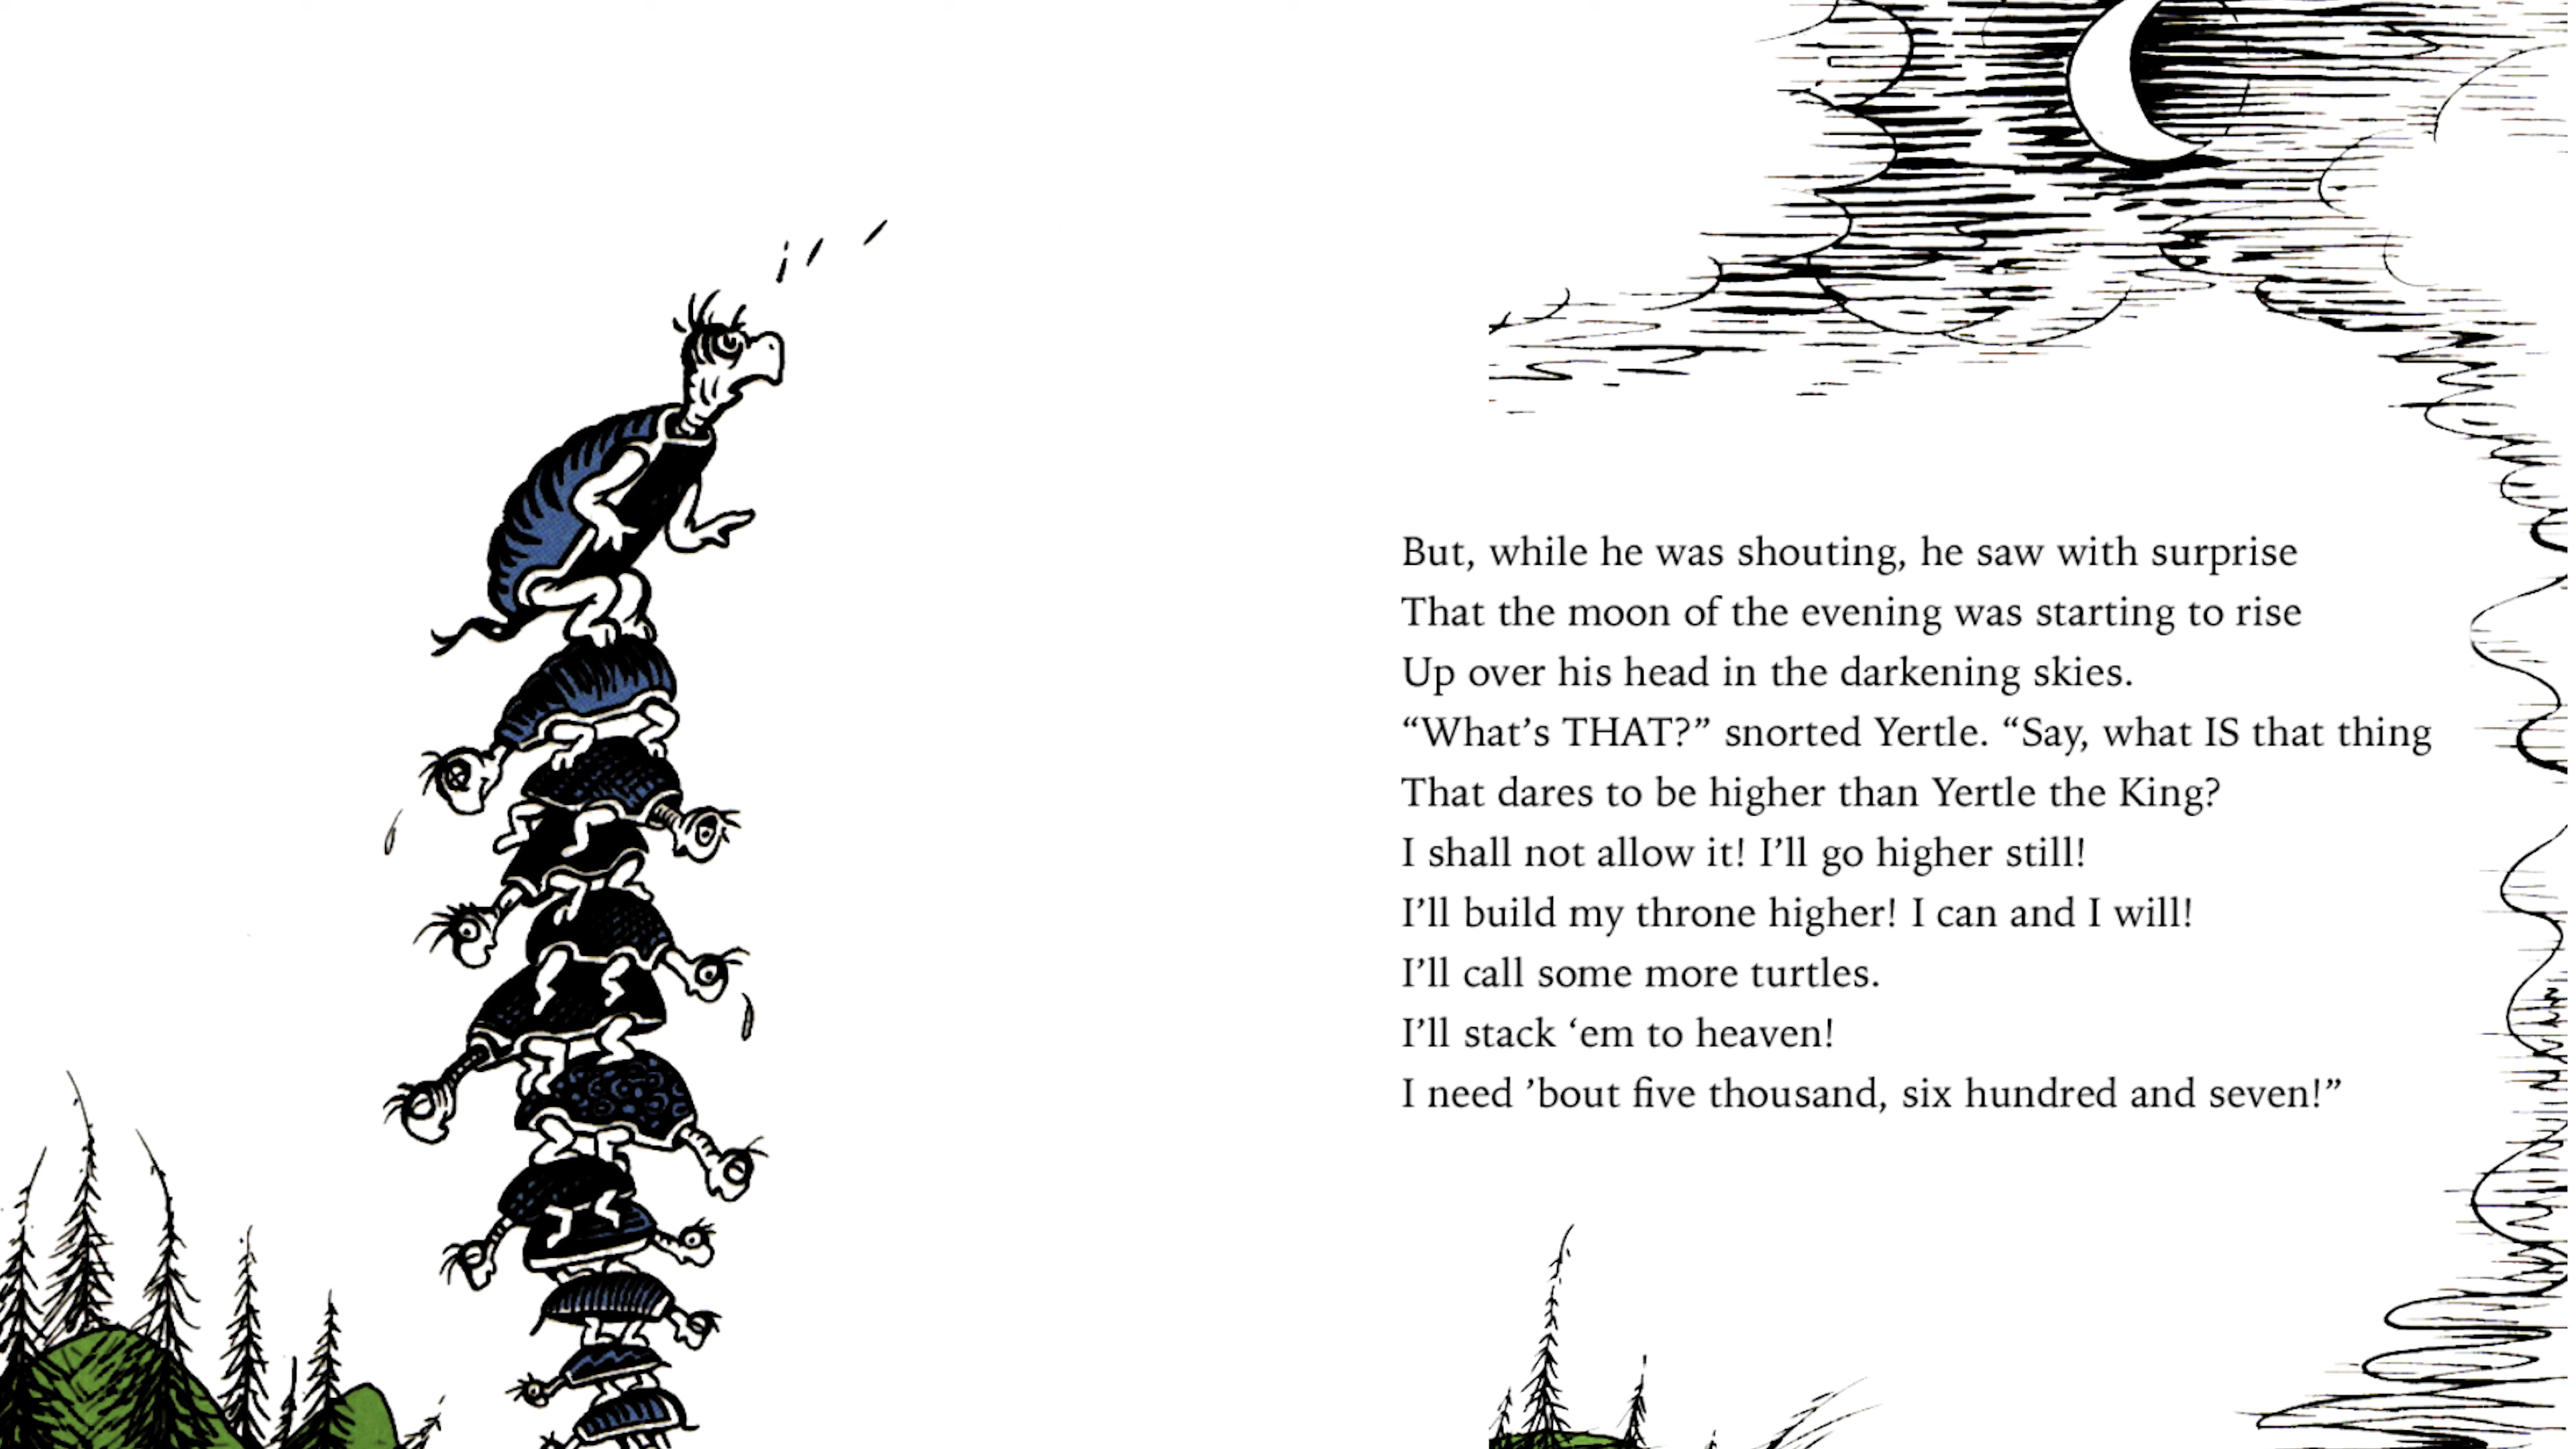 But, while he was shouting, he saw with surprise
That the moon of the evening was starting to rise
Up over his head in the darkening skies.
“What’s THAT?” snorted Yertle. “Say, what IS that thing
That dares to be higher than Yertle the King?
I shall not allow it! I’ll go higher still!
I’ll build my throne higher! I can and I will!
I’ll call some more turtles.
I’ll stack ‘em to heaven!
I need ’bout five thousand, six hundred and seven!”